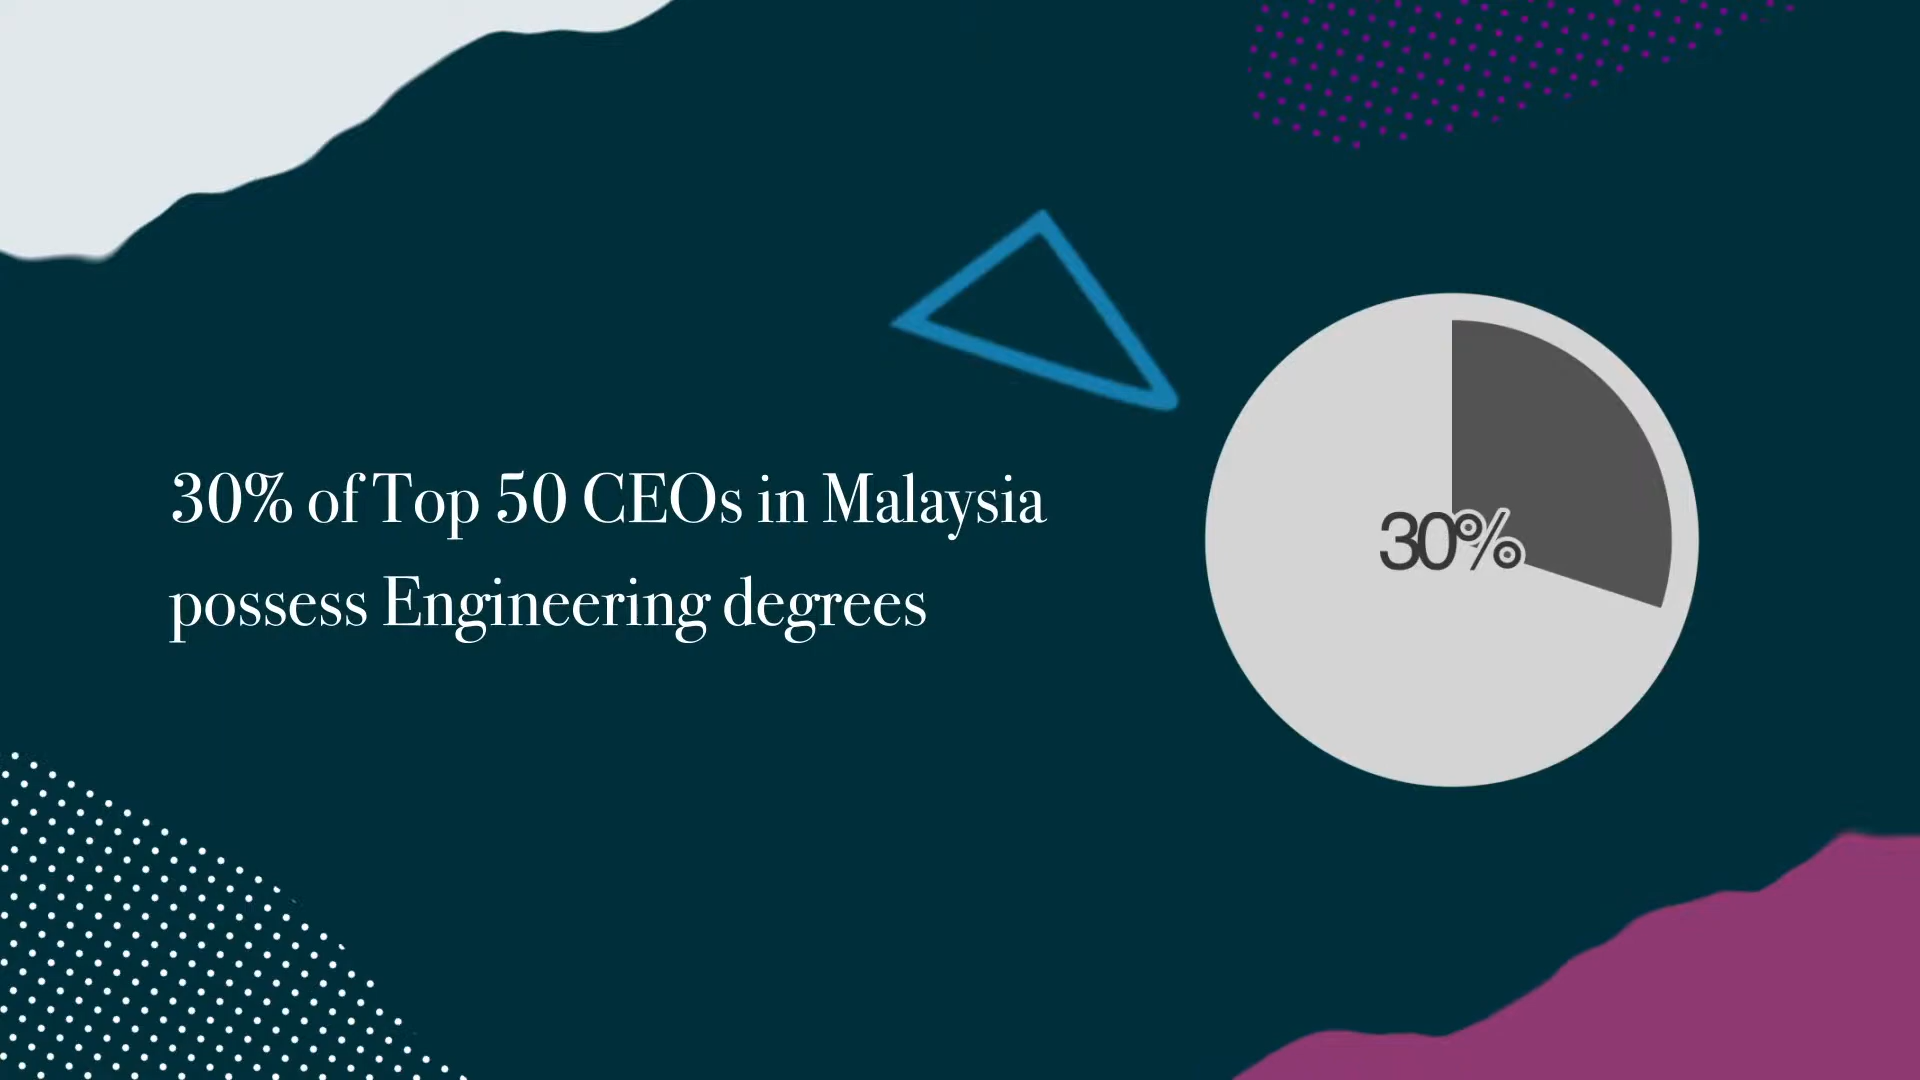 30% of Top 50 CEOs in Malaysia
possess Engineering degrees
30%